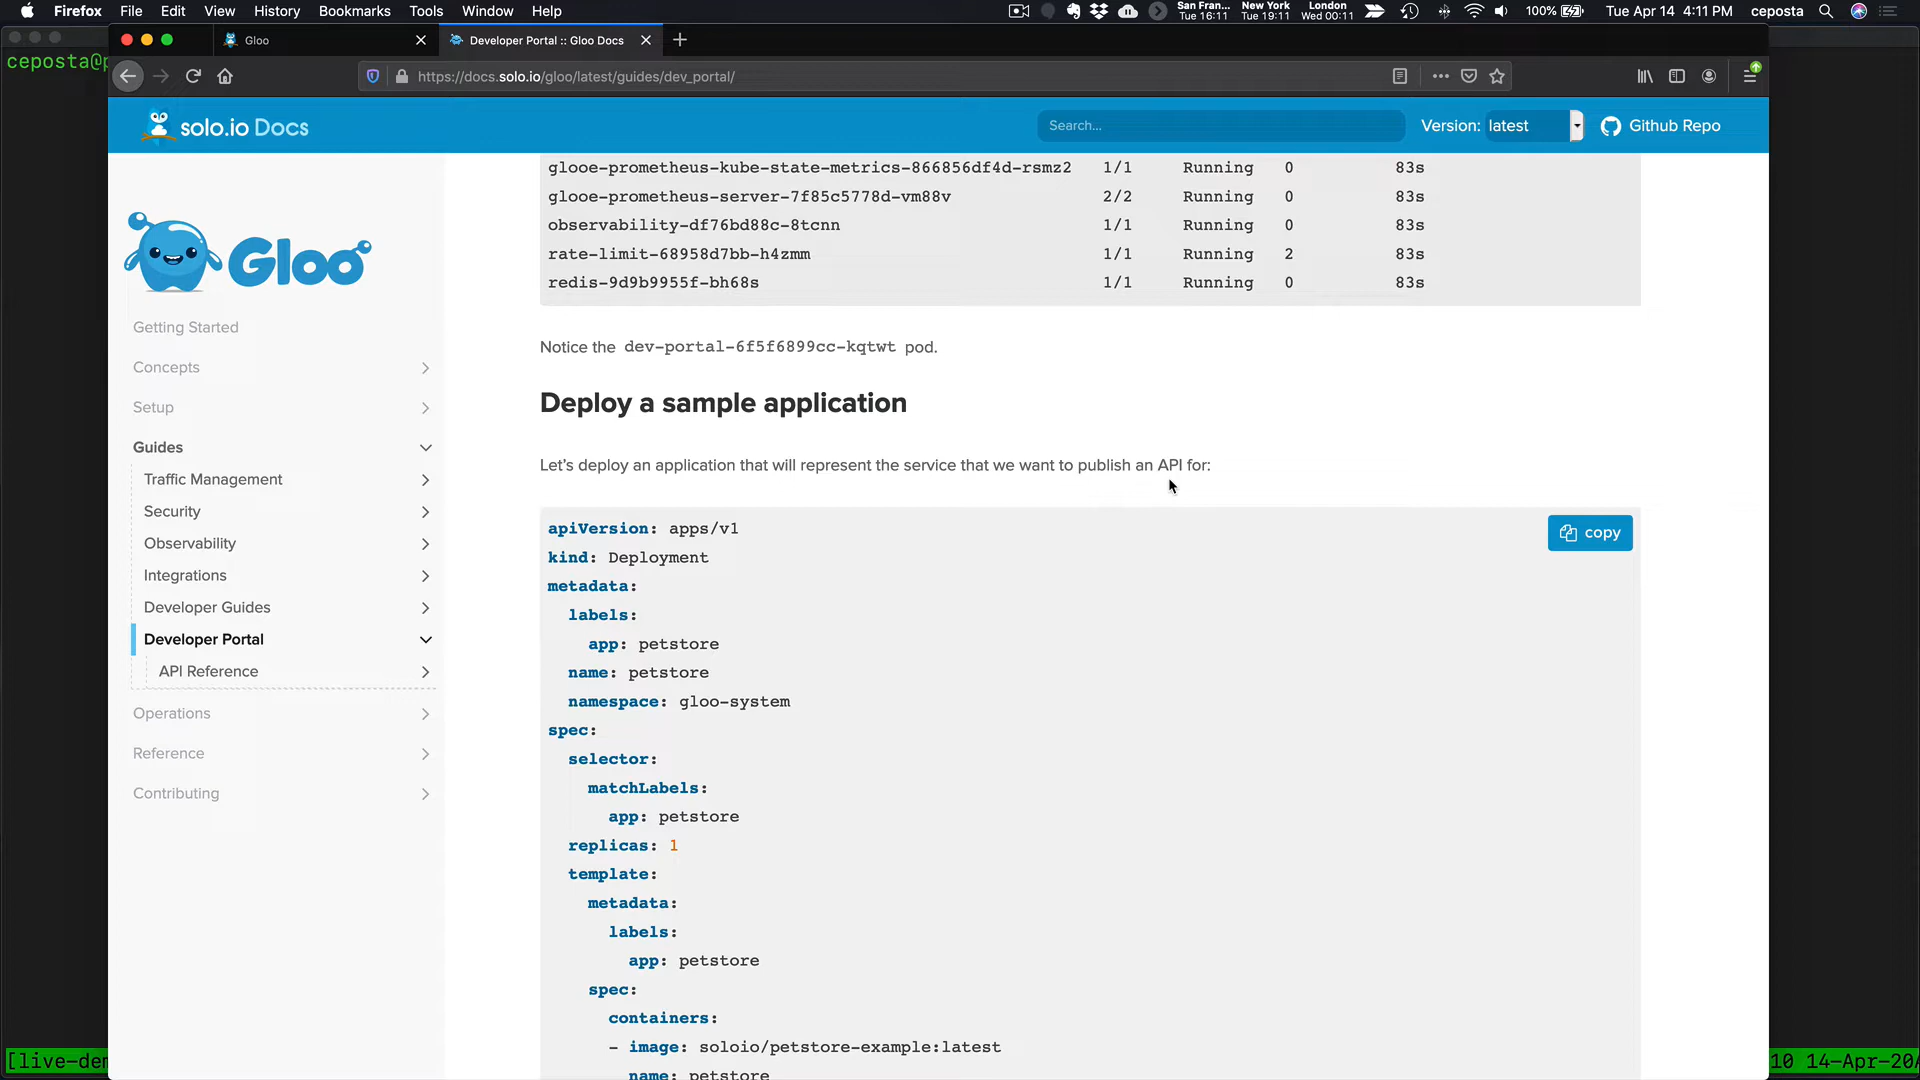 Firefox File Edit View History Bookmarks Tools Window Help
San Fran... Tue 16:11 New York Tue 19:11 London Wed 00:11 100% Tue Apr 14 4:11 PM ceposta
Gloo
Developer Portal :: Gloo Docs
https://docs.solo.io/gloo/latest/guides/dev_portal/
ceposta@p
solo.io Docs
Search...
Version: latest
Github Repo
Gloo
Getting Started
Concepts
Setup
Guides
Traffic Management
Security
Observability
Integrations
Developer Guides
Developer Portal
API Reference
Operations
Reference
Contributing
glooe-prometheus-kube-state-metrics-866856df4d-rsmz2 1/1 Running 0 83s
glooe-prometheus-server-7f85c5778d-vm88v 2/2 Running 0 83s
observability-df76bd88c-8tcnn 1/1 Running 0 83s
rate-limit-68958d7bb-h4zmm 1/1 Running 2 83s
redis-9d9b9955f-bh68s 1/1 Running 0 83s
Notice the dev-portal-6f5f6899cc-kqtwt pod.
Deploy a sample application
Let's deploy an application that will represent the service that we want to publish an API for:
copy
apiVersion: apps/v1
kind: Deployment
metadata:
labels:
app: petstore
name: petstore
namespace: gloo-system
spec:
selector:
matchLabels:
app: petstore
replicas: 1
template:
metadata:
labels:
app: petstore
spec:
containers:
- image: soloio/petstore-example:latest
name: petstore
[live-dem
10 14-Apr-20